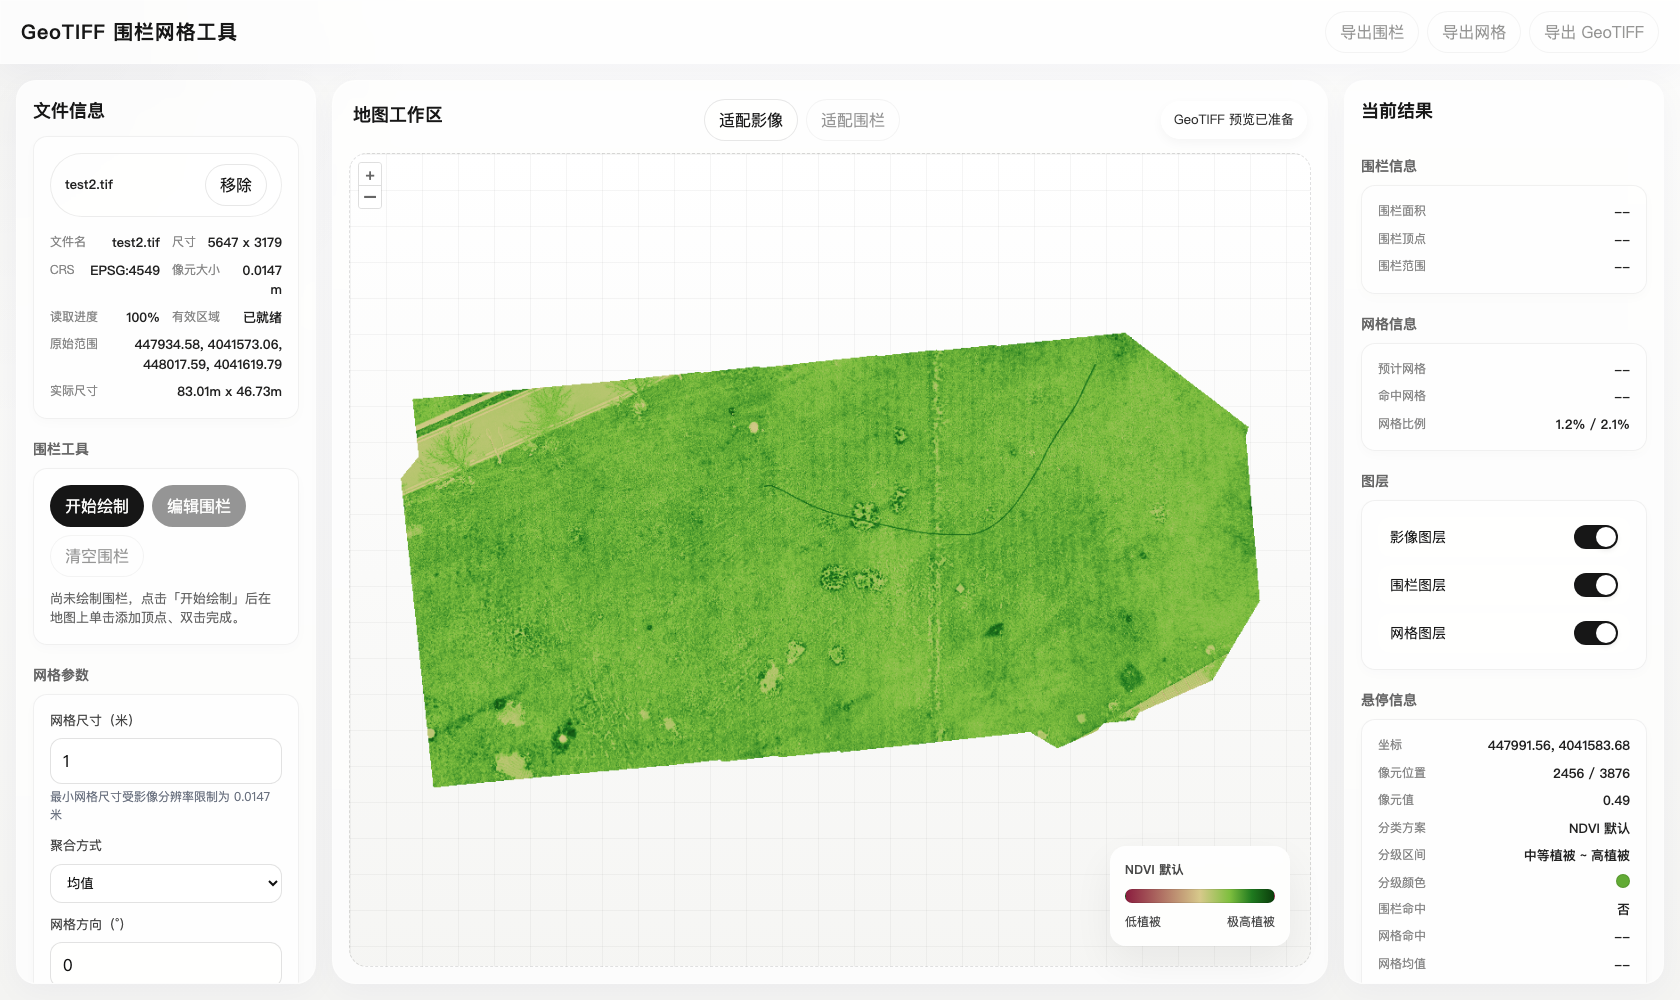 GeoTIFF 围栏网格工具
导出围栏 导出网格 导出 GeoTIFF
文件信息
test2.tif 移除
文件名 test2.tif 尺寸 5647 x 3179
CRS EPSG:4549 像元大小 0.0147
m
读取进度 100% 有效区域 已就绪
原始范围 447934.58, 4041573.06,
448017.59, 4041619.79
实际尺寸 83.01m x 46.73m
围栏工具
开始绘制 编辑围栏
清空围栏
尚未绘制围栏，点击「开始绘制」后在
地图上单击添加顶点、双击完成。
网格参数
网格尺寸（米）
1
最小网格尺寸受影像分辨率限制为 0.0147
米
聚合方式
均值
网格方向（°）
0
地图工作区
适配影像 适配围栏
GeoTIFF 预览已准备
+
−
NDVI 默认
低植被 极高植被
当前结果
围栏信息
围栏面积 --
围栏顶点 --
围栏范围 --
网格信息
预计网格 --
命中网格 --
网格比例 1.2% / 2.1%
图层
影像图层
围栏图层
网格图层
悬停信息
坐标 447991.56, 4041583.68
像元位置 2456 / 3876
像元值 0.49
分类方案 NDVI 默认
分级区间 中等植被 ~ 高植被
分级颜色
围栏命中 否
网格命中 --
网格均值 --